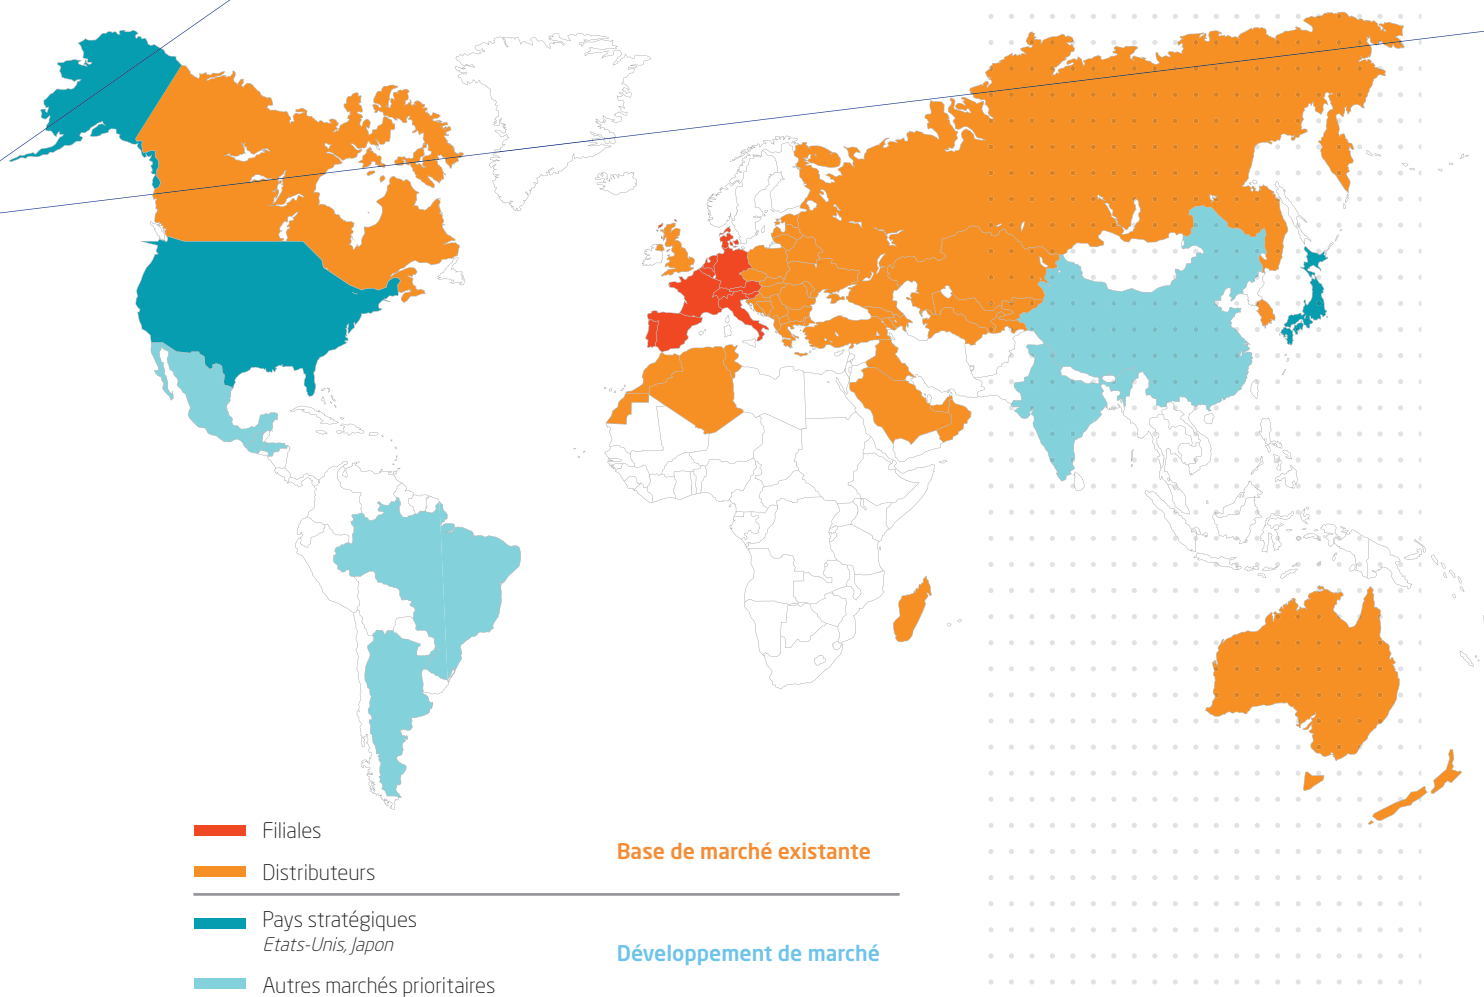 Filiales
Distributeurs
Base de marché existante
Pays stratégiques
Etats-Unis, Japon
Autres marchés prioritaires
Développement de marché